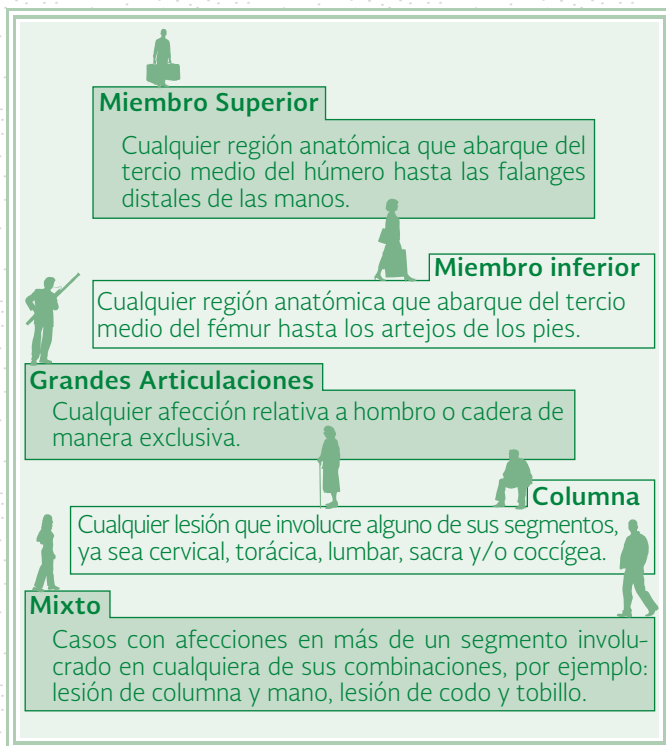 Miembro Superior
Cualquier región anatómica que abarque del
tercio medio del húmero hasta las falanges
distales de las manos.
Miembro inferior
Cualquier región anatómica que abarque del tercio
medio del fémur hasta los artejos de los pies.
Grandes Articulaciones
Cualquier afección relativa a hombro o cadera de
manera exclusiva.
Columna
Cualquier lesión que involucre alguno de sus segmentos,
ya sea cervical, torácica, lumbar, sacra y/o coccígea.
Mixto
Casos con afecciones en más de un segmento involu-
crado en cualquiera de sus combinaciones, por ejemplo:
lesión de columna y mano, lesión de codo y tobillo.